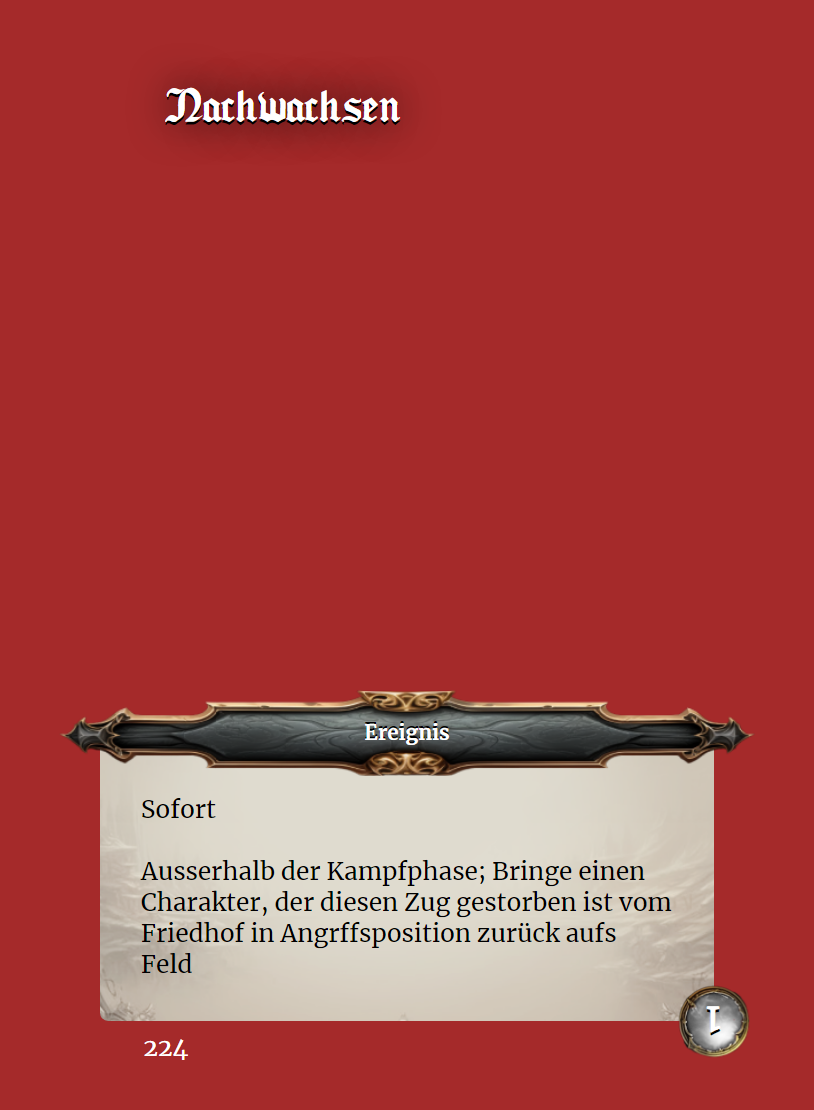 Nachwachsen
Ereignis
Sofort
Ausserhalb der Kampfphase; Bringe einen
Charakter, der diesen Zug gestorben ist vom
Friedhof in Angrffsposition zurück aufs
Feld
1
224